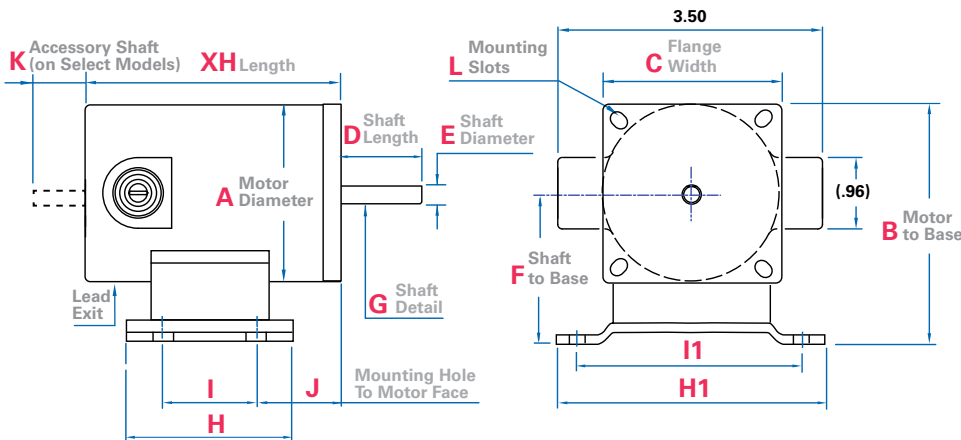 K Accessory Shaft
(on Select Models)
XH Length
D Shaft
Length
E Shaft
Diameter
A Motor
Diameter
G Shaft
Detail
Lead
Exit
I
J
Mounting Hole
To Motor Face
H
3.50
L Mounting
Slots
C Flange
Width
(.96)
B Motor
to Base
F Shaft
to Base
I1
H1